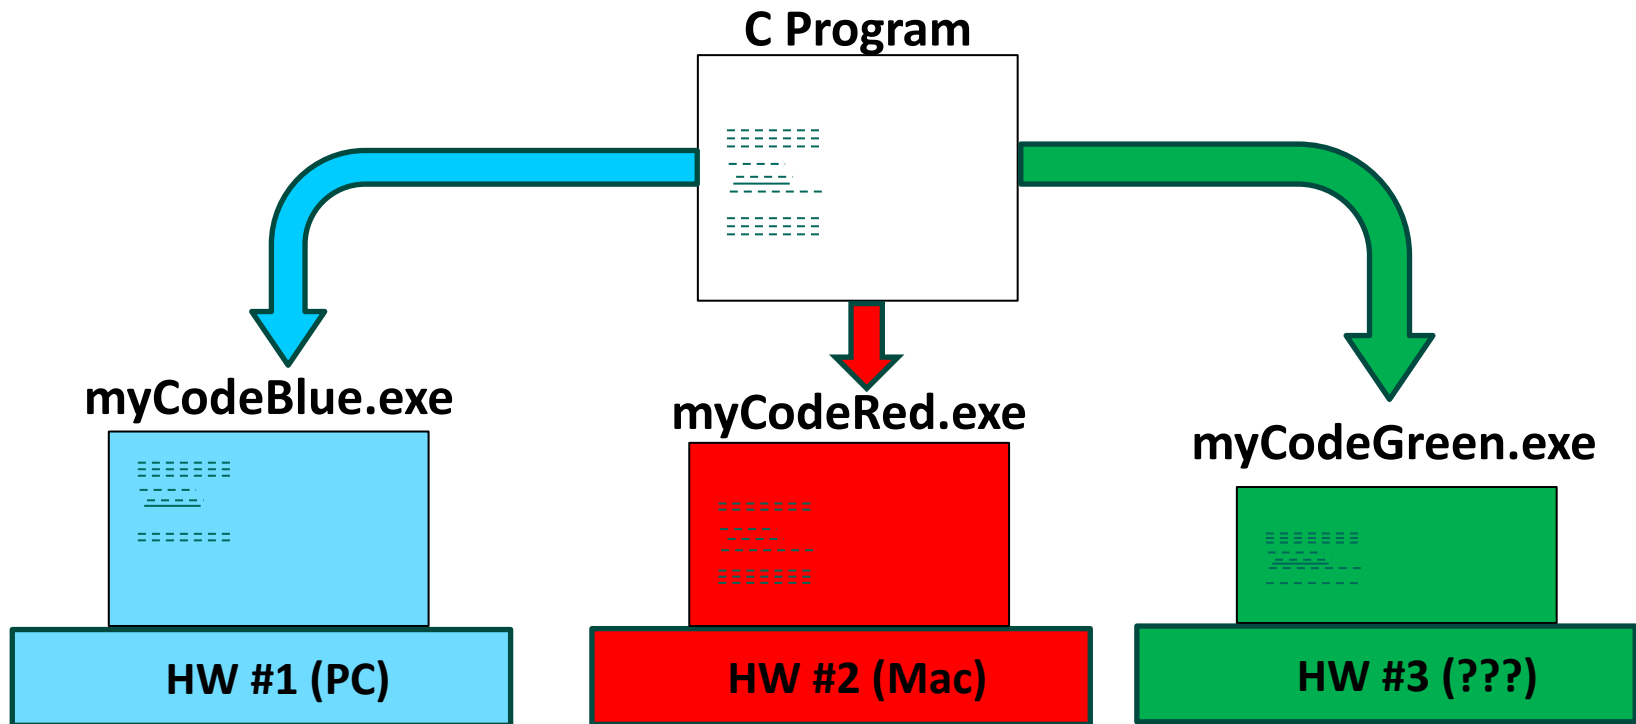 C Program
myCodeBlue.exe
myCodeRed.exe
myCodeGreen.exe
HW #1 (PC)
HW #2 (Mac)
HW #3 (???)